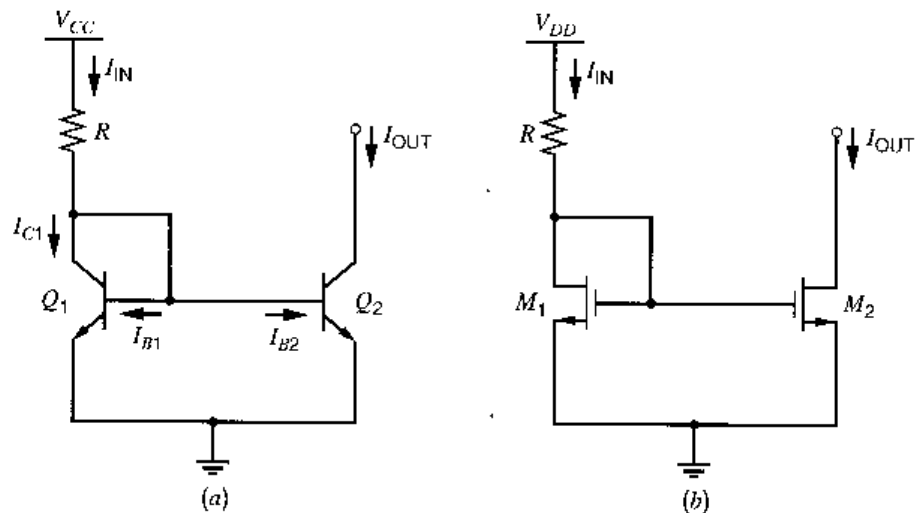 V_CC
I_IN
R
I_OUT
I_C1
Q_1
I_B1
I_B2
Q_2
(a)
V_DD
I_IN
R
I_OUT
M_1
M_2
(b)